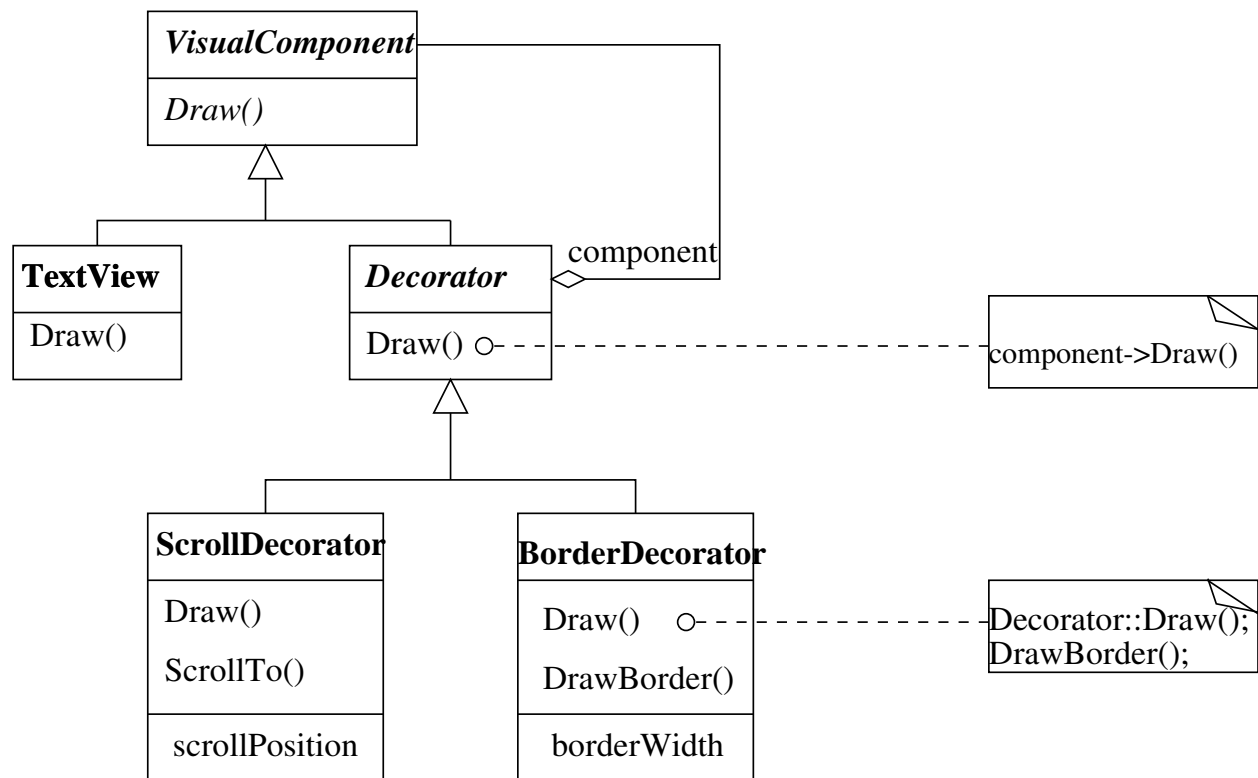 VisualComponent
Draw()
component
TextView
Draw()
Decorator
Draw()
component->Draw()
ScrollDecorator
Draw()
ScrollTo()
scrollPosition
BorderDecorator
Draw()
DrawBorder()
borderWidth
Decorator::Draw();
DrawBorder();